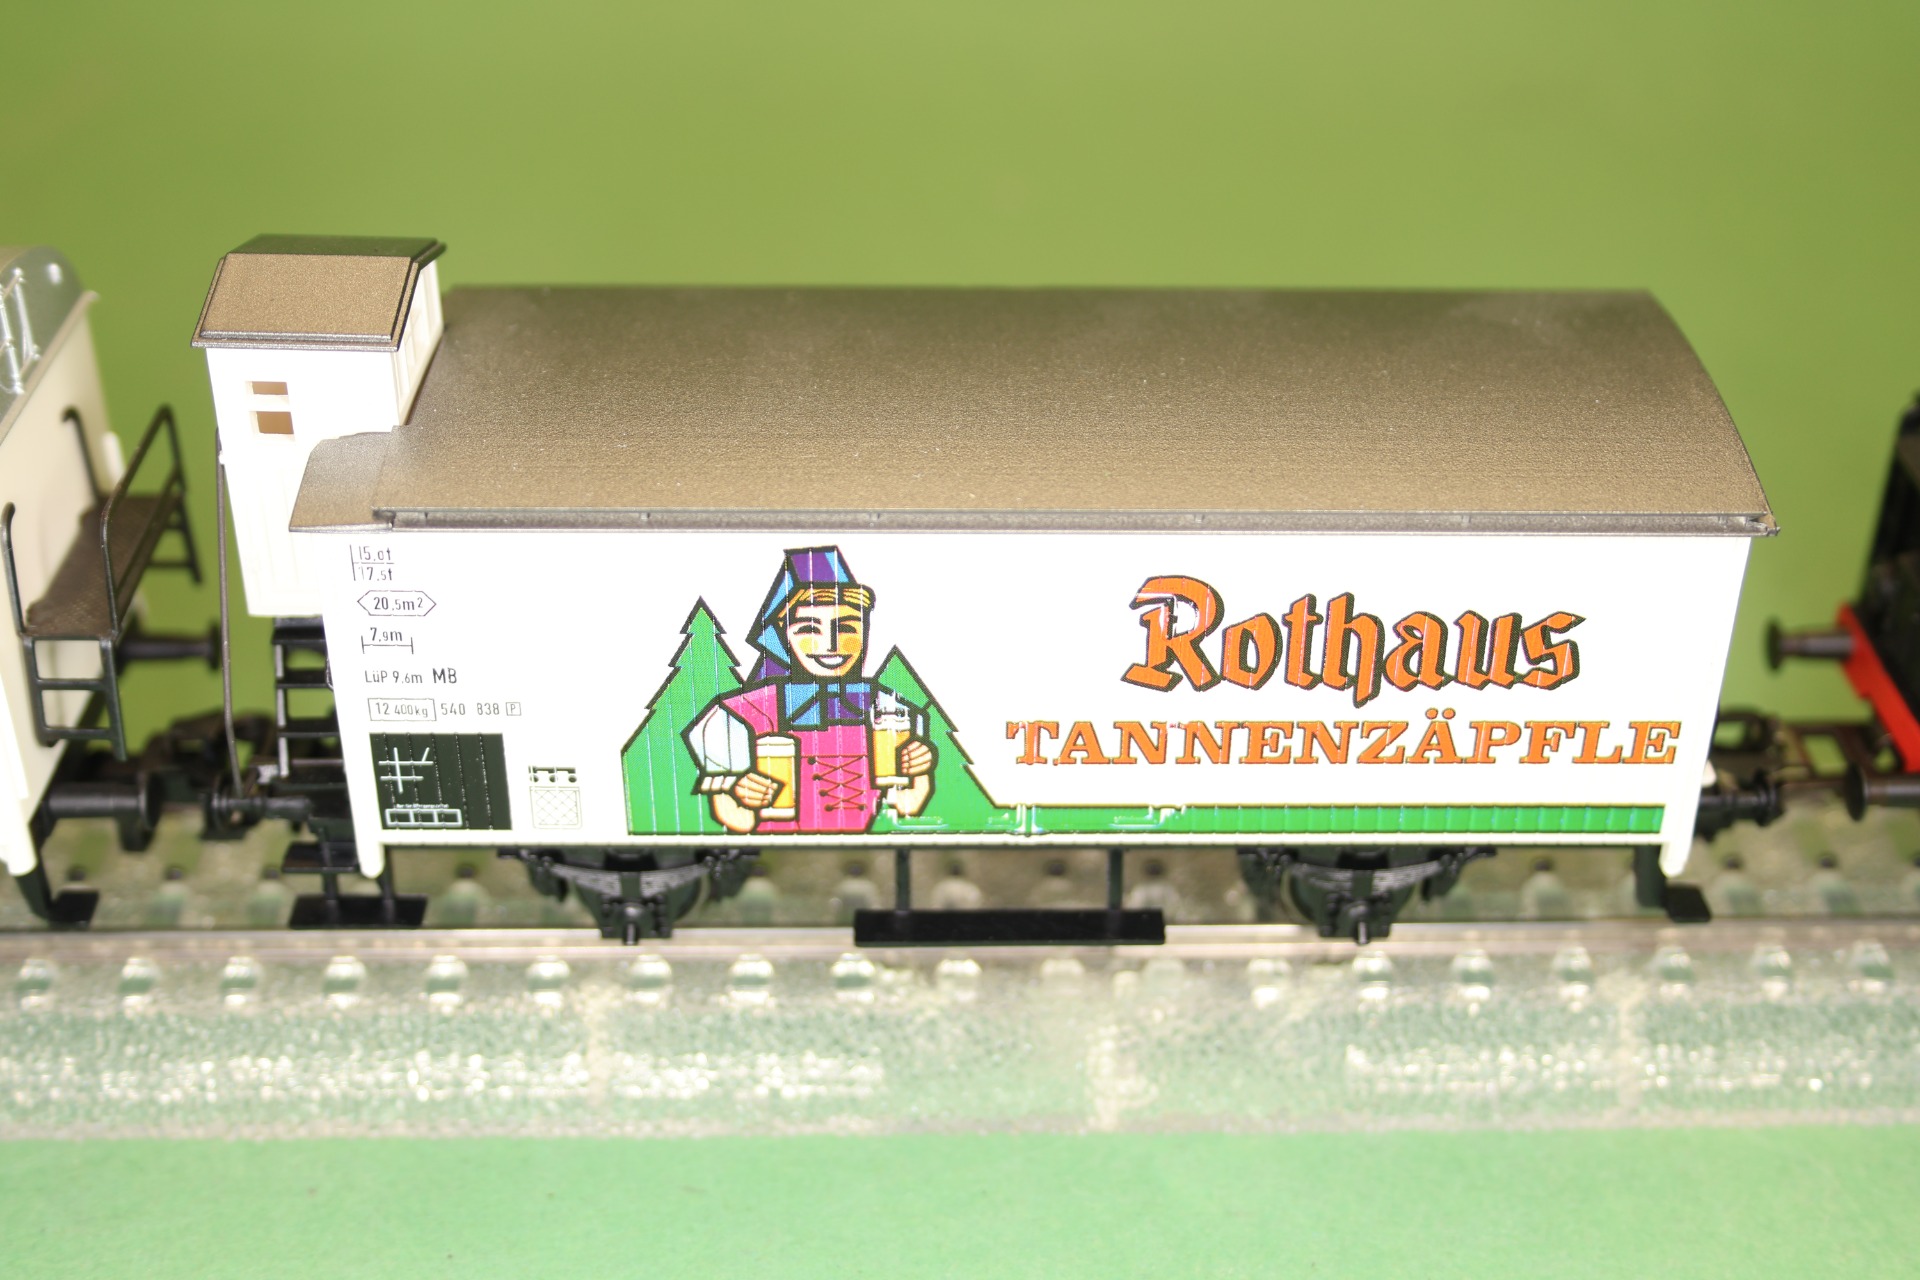 15,0t
17,5t
20,5m2
7,9m
LüP 9,6m MB
12 400kg 540 838 P
Rothaus
TANNENZÄPFLE